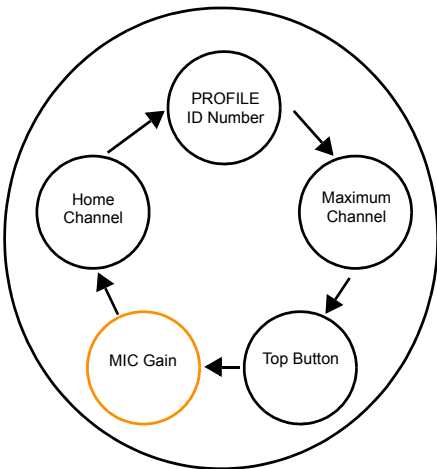 PROFILE
ID Number
Home
Channel
Maximum
Channel
MIC Gain
Top Button